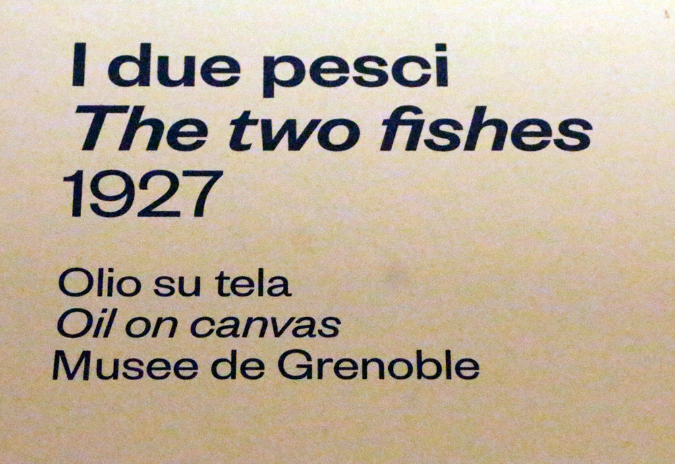 I due pesci
The two fishes
1927
Olio su tela
Oil on canvas
Musee de Grenoble